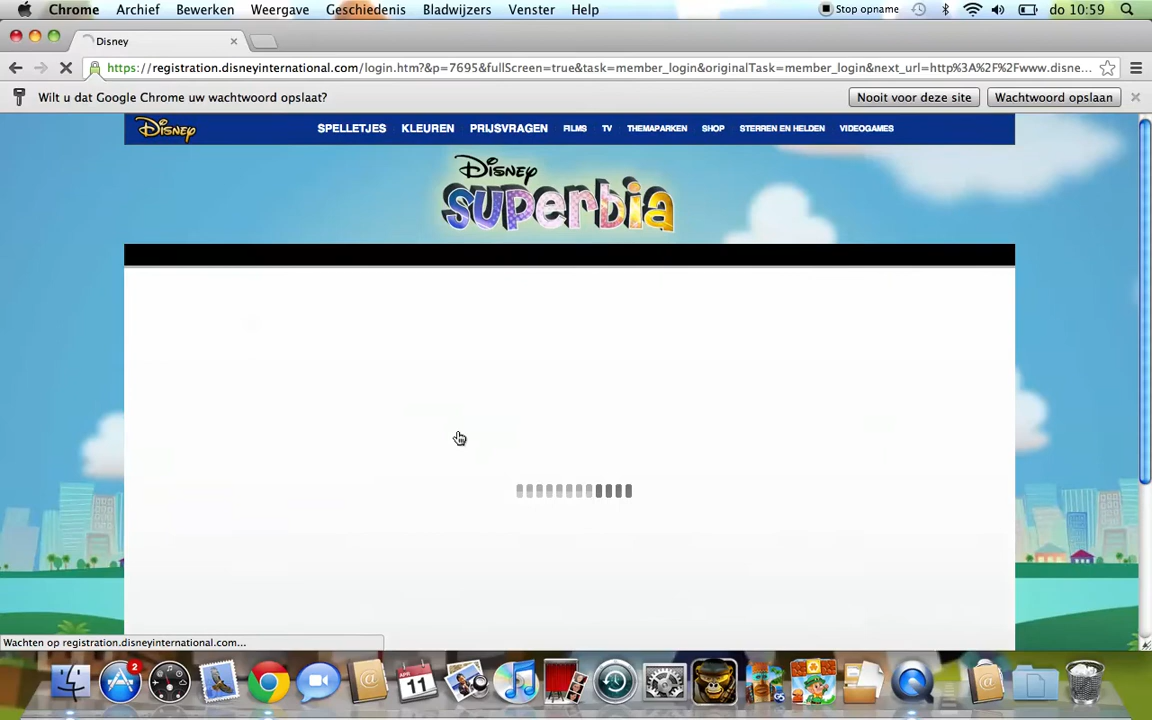 Chrome Archief Bewerken Weergave Geschiedenis Bladwijzers Venster Help Stop opname do 10:59
Disney
https://registration.disneyinternational.com/login.htm?&p=7695&fullScreen=true&task=member_login&originalTask=member_login&next_url=http%3A%2F%2Fwww.disne...
Wilt u dat Google Chrome uw wachtwoord opslaat? Nooit voor deze site Wachtwoord opslaan
Disney SPELLETJES KLEUREN PRIJSVRAGEN FILMS TV THEMAPARKEN SHOP STERREN EN HELDEN VIDEOGAMES
Disney
superbia
Wachten op registration.disneyinternational.com...
2
APR
11